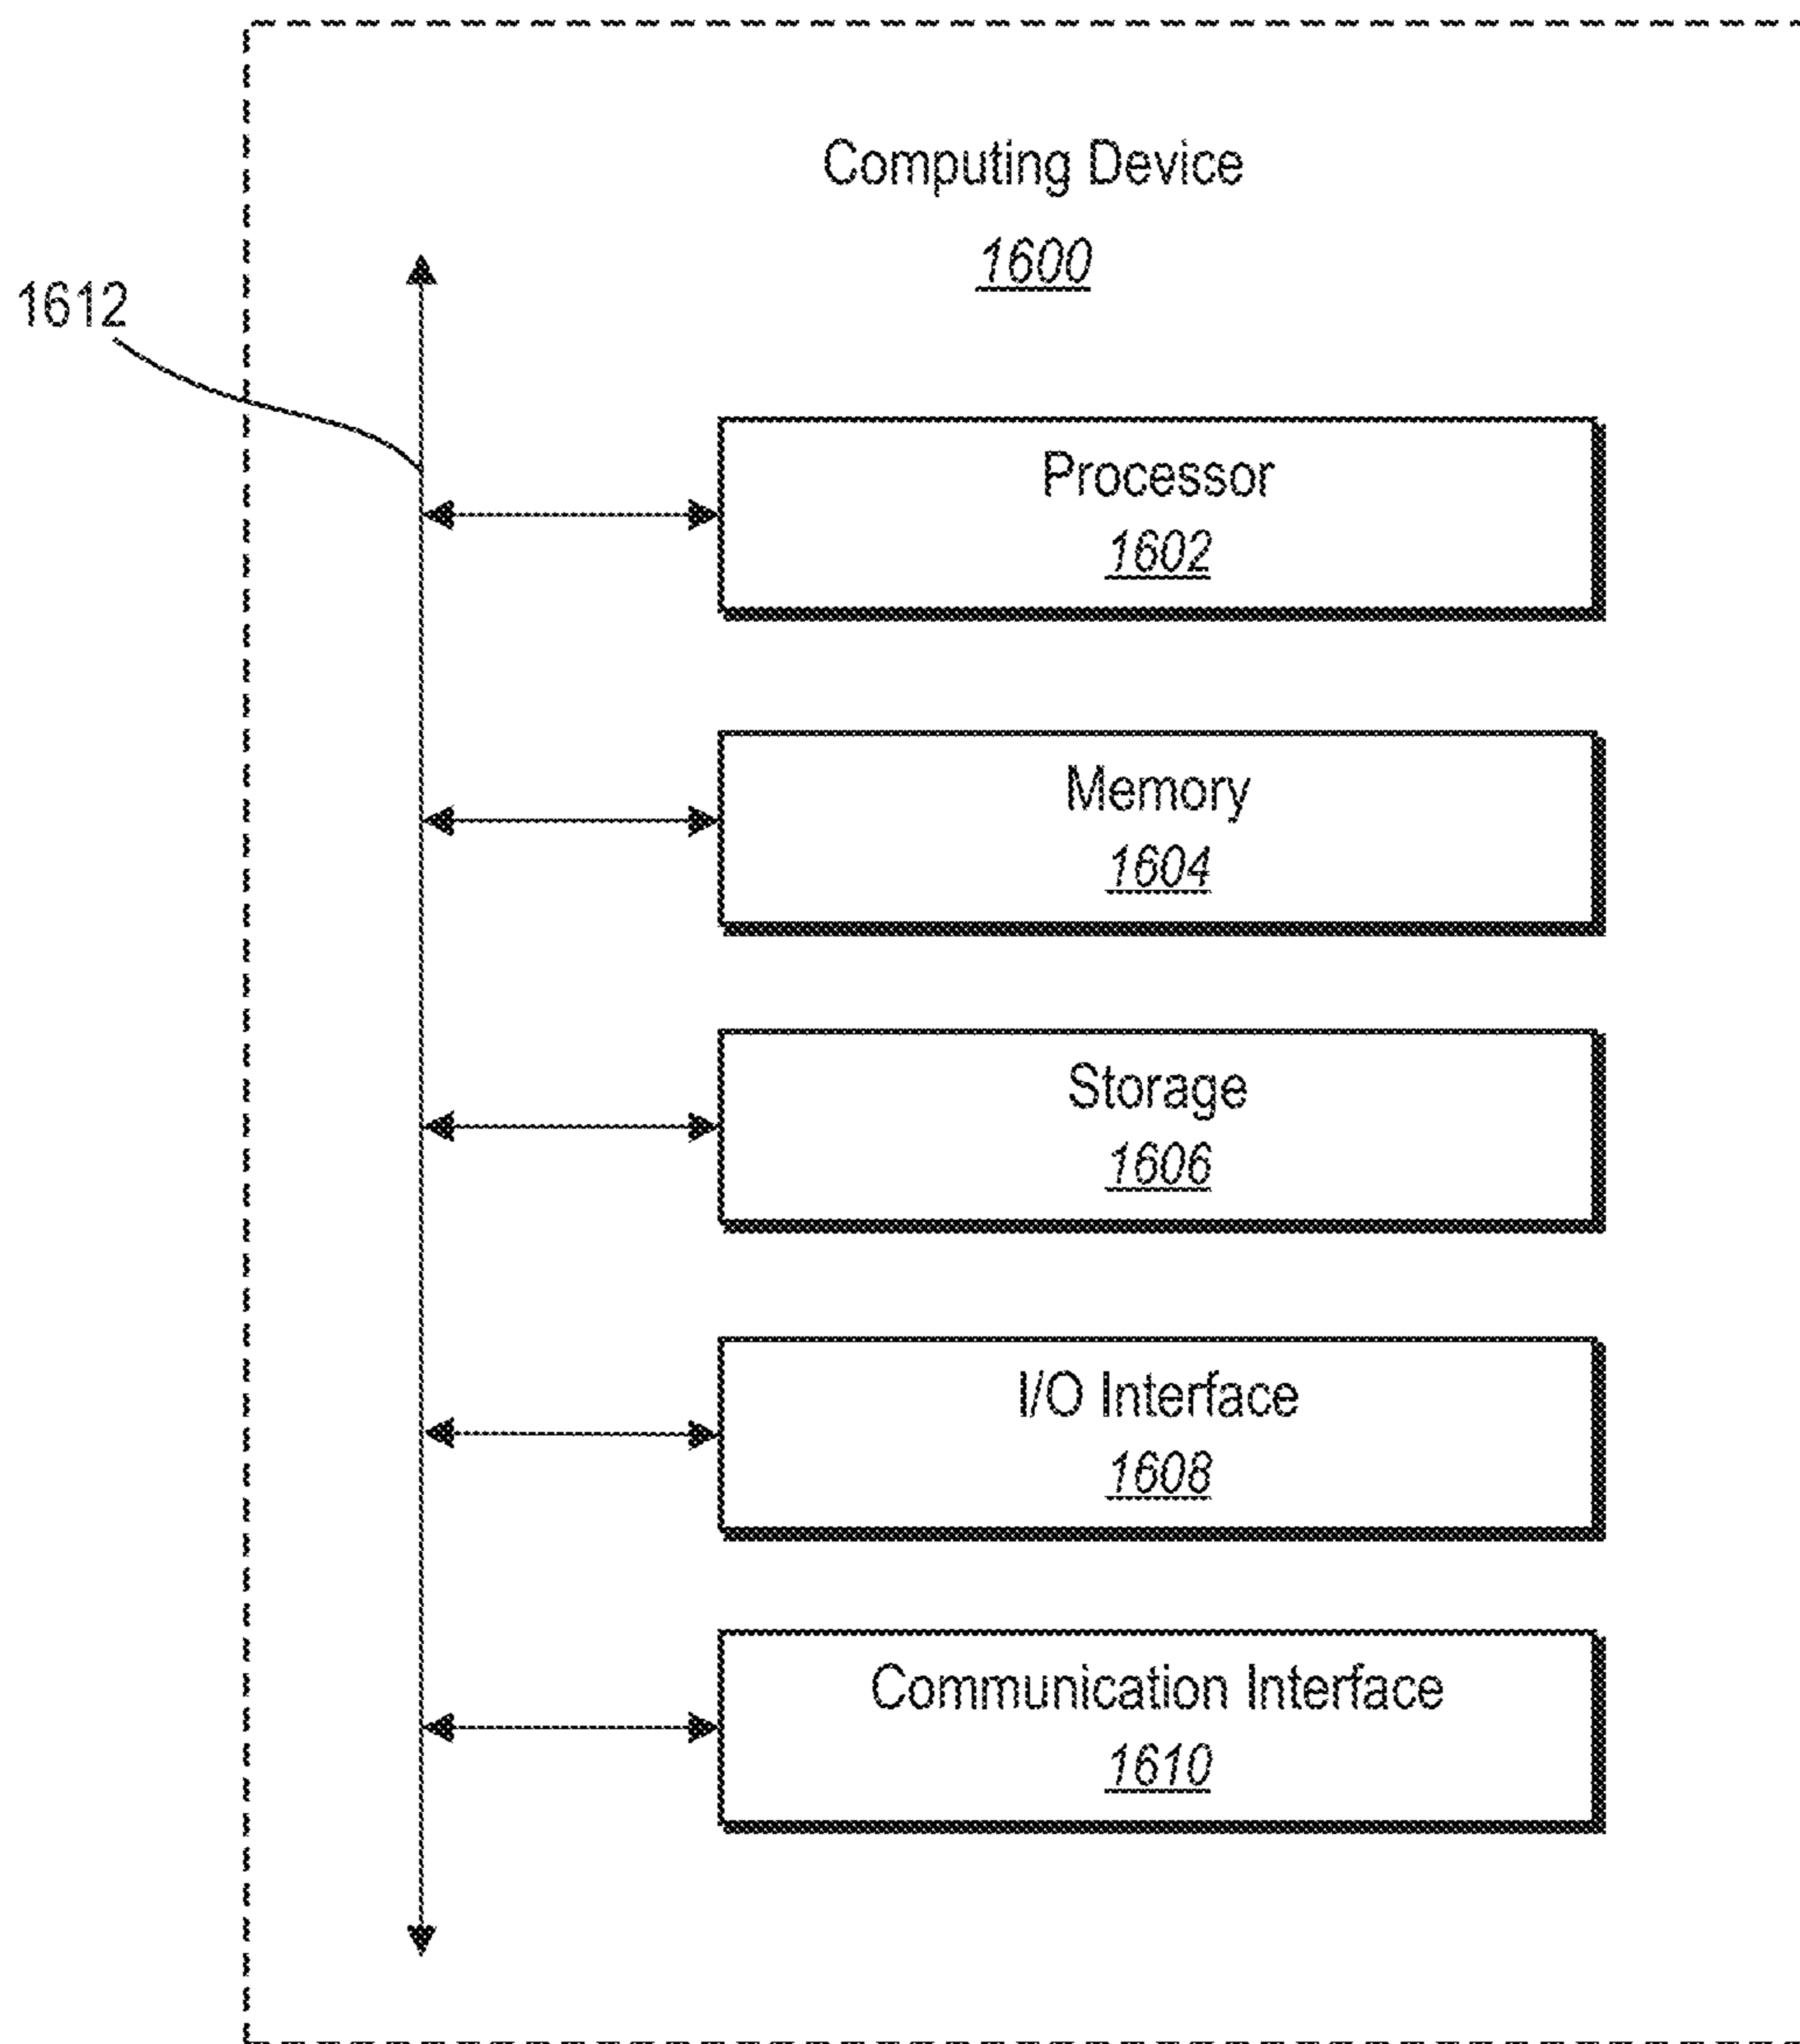 Computing Device
1600
1612
Processor
1602
Memory
1604
Storage
1606
I/O Interface
1608
Communication Interface
1610